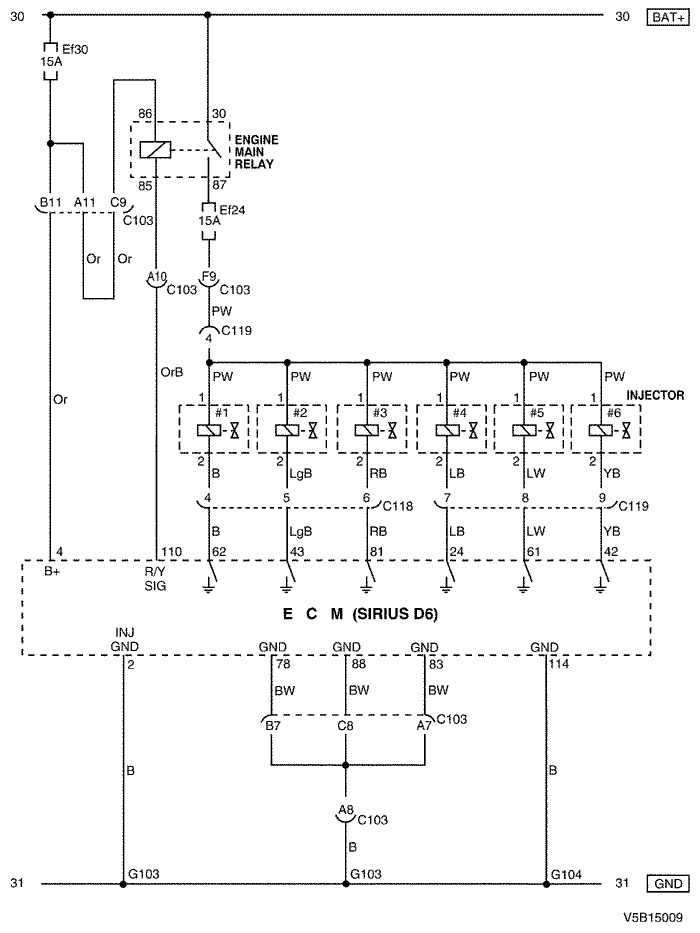 30 30 BAT+
Ef30
15A
86 30
ENGINE
MAIN
RELAY
85 87
B11 A11 C9 C103
Ef24
15A
Or Or
A10 C103 F9 C103
PW
4 C119
OrB
PW PW PW PW PW PW
Or
1 1 1 1 1 1 INJECTOR
#1 #2 #3 #4 #5 #6
2 2 2 2 2 2
B LgB RB LB LW YB
4 5 6 C118 7 8 9 C119
B LgB RB LB LW YB
4 110 62 43 81 24 61 42
B+ R/Y
SIG
E C M (SIRIUS D6)
INJ
GND GND GND GND GND
2 78 88 83 114
BW BW BW
B7 C8 A7 C103
B B
A8 C103
B
G103 G103 G104
31 31 GND
V5B15009